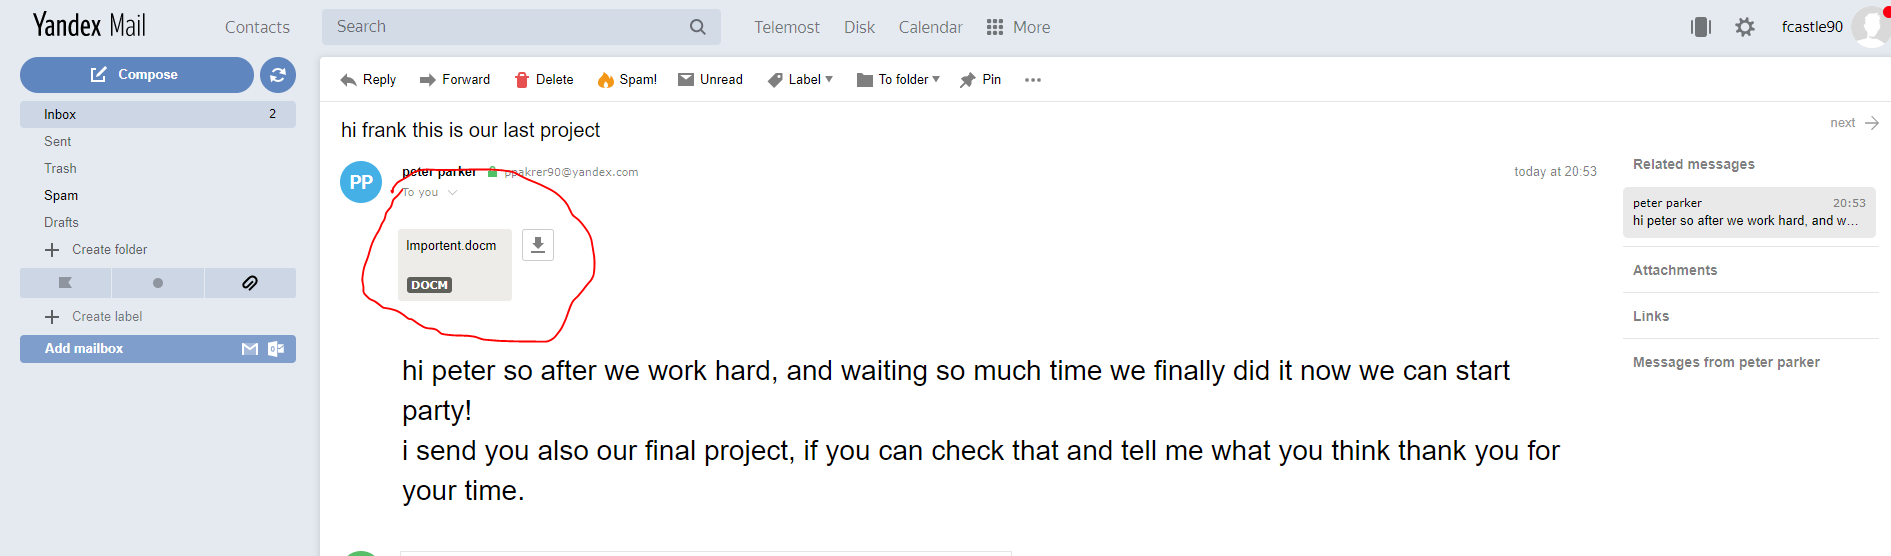 Yandex Mail
Contacts
Search
Telemost
Disk
Calendar
More
fcastle90
Compose
Inbox 2
Sent
Trash
Spam
Drafts
Create folder
Create label
Add mailbox
Reply
Forward
Delete
Spam!
Unread
Label
To folder
Pin
hi frank this is our last project
next
PP
peter parker ppakrer90@yandex.com
today at 20:53
To you
Importent.docm
DOCM
hi peter so after we work hard, and waiting so much time we finally did it now we can start
party!
i send you also our final project, if you can check that and tell me what you think thank you for
your time.
Related messages
peter parker 20:53
hi peter so after we work hard, and w...
Attachments
Links
Messages from peter parker